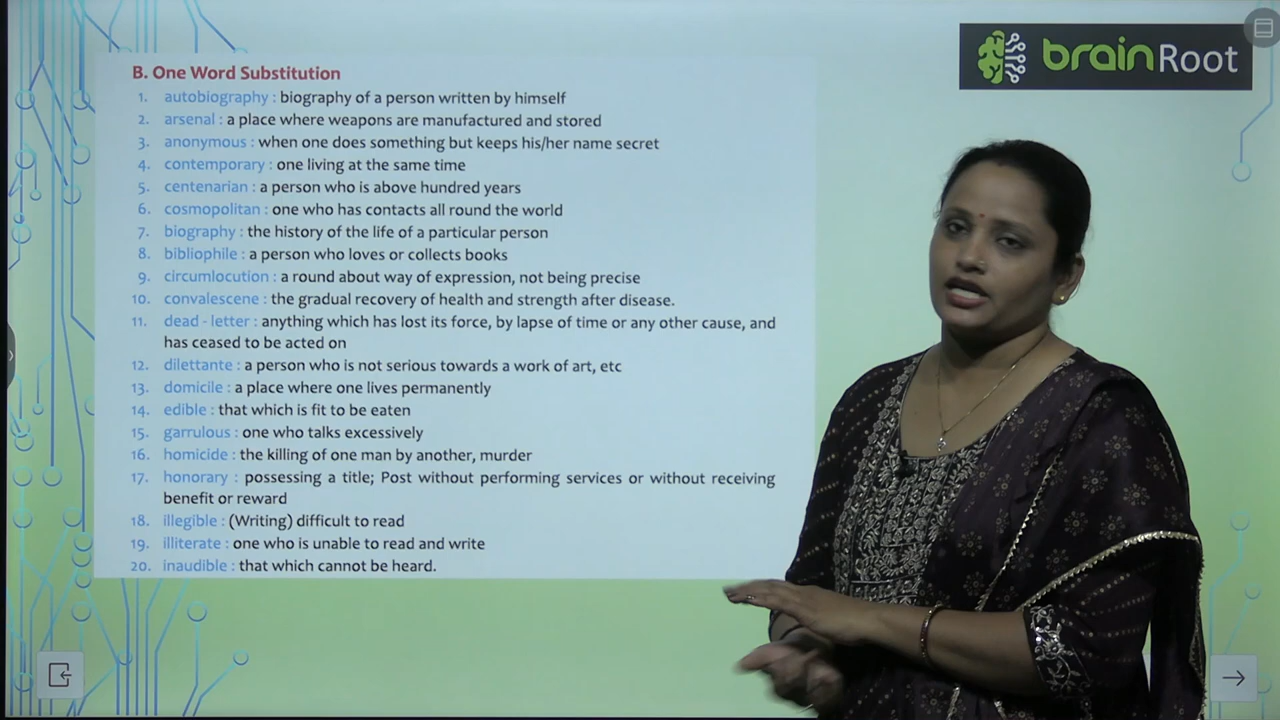 brainRoot
B. One Word Substitution
1. autobiography : biography of a person written by himself
2. arsenal : a place where weapons are manufactured and stored
3. anonymous : when one does something but keeps his/her name secret
4. contemporary : one living at the same time
5. centenarian : a person who is above hundred years
6. cosmopolitan : one who has contacts all round the world
7. biography : the history of the life of a particular person
8. bibliophile : a person who loves or collects books
9. circumlocution : a round about way of expression, not being precise
10. convalescene : the gradual recovery of health and strength after disease.
11. dead - letter : anything which has lost its force, by lapse of time or any other cause, and
has ceased to be acted on
12. dilettante : a person who is not serious towards a work of art, etc
13. domicile : a place where one lives permanently
14. edible : that which is fit to be eaten
15. garrulous : one who talks excessively
16. homicide : the killing of one man by another, murder
17. honorary : possessing a title; Post without performing services or without receiving
benefit or reward
18. illegible : (Writing) difficult to read
19. illiterate : one who is unable to read and write
20. inaudible : that which cannot be heard.